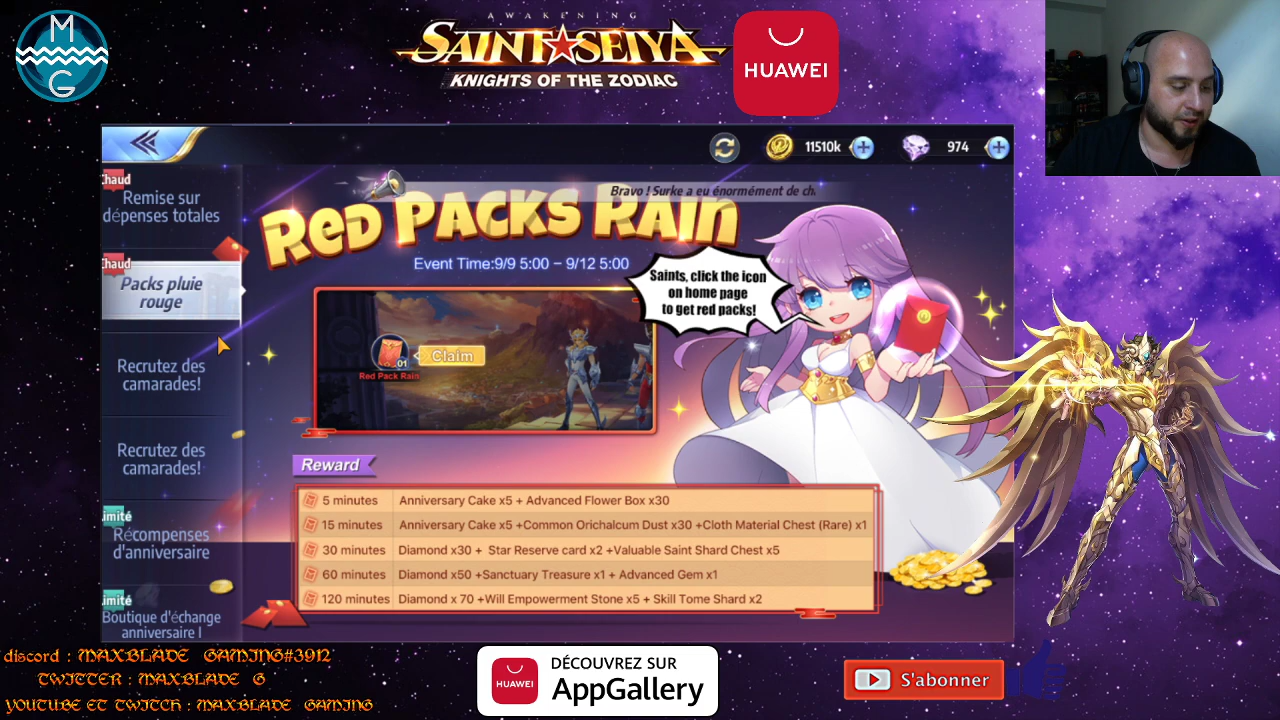 M
G
AWAKENING
SAINT SEIYA
KNIGHTS OF THE ZODIAC
HUAWEI
11510k
974
Chaud
Remise sur
dépenses totales
Chaud
Packs pluie
rouge
Recrutez des
camarades!
Recrutez des
camarades!
imité
Récompenses
d'anniversaire
imité
Boutique d'échange
anniversaire I
Bravo ! Surke a eu énormément de ch
RED PACKS RAIN
Event Time:9/9 5:00 – 9/12 5:00
Saints, click the icon
on home page
to get red packs!
01
Claim
Red Pack Rain
Reward
5 minutes Anniversary Cake x5 + Advanced Flower Box x30
15 minutes Anniversary Cake x5 +Common Orichalcum Dust x30 +Cloth Material Chest (Rare) x1
30 minutes Diamond x30 + Star Reserve card x2 +Valuable Saint Shard Chest x5
60 minutes Diamond x50 +Sanctuary Treasure x1 + Advanced Gem x1
120 minutes Diamond x 70 +Will Empowerment Stone x5 + Skill Tome Shard x2
discord : MAXBLADE GAMING#3912
TWITTER : MAXBLADE G
YOUTUBE ET TWITCH : MAXBLADE GAMING
HUAWEI
DÉCOUVREZ SUR
AppGallery
S'abonner